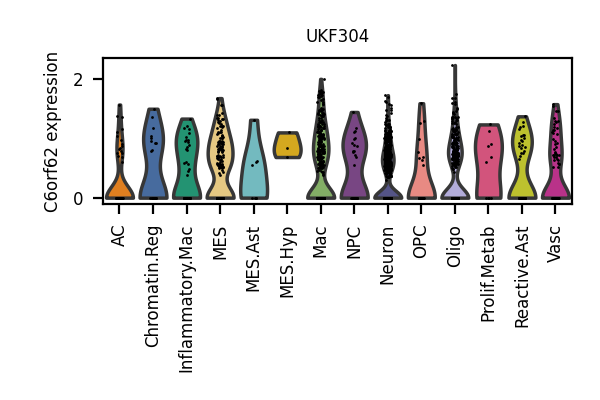 UKF304
C6orf62 expression
2
0
AC
Chromatin.Reg
Inflammatory.Mac
MES
MES.Ast
MES.Hyp
Mac
NPC
Neuron
OPC
Oligo
Prolif.Metab
Reactive.Ast
Vasc